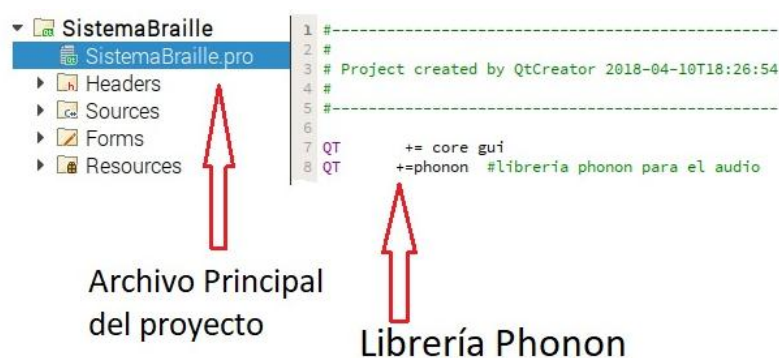 SistemaBraille
SistemaBraille.pro
Headers
Sources
Forms
Resources
1 #-------------------------------------------------
2 #
3 # Project created by QtCreator 2018-04-10T18:26:54
4 #
5 #-------------------------------------------------
6
7 QT += core gui
8 QT +=phonon #libreria phonon para el audio
Archivo Principal
del proyecto
Librería Phonon